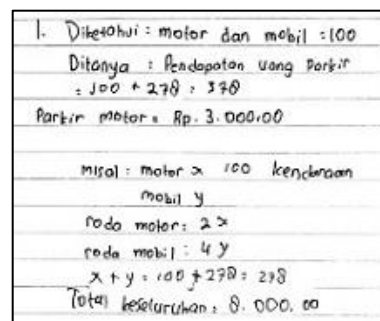 1. Diketahui : motor dan mobil : 100
Ditanya : Pendapatan uang parkir
: 100 + 278 : 378
Parkir motor = Rp. 3.000,00
misal : motor x 100 kendaraan
mobil y
roda motor : 2x
roda mobil : 4y
x + y = 100 + 278 = 278
Total keseluruhan = 8.000.00